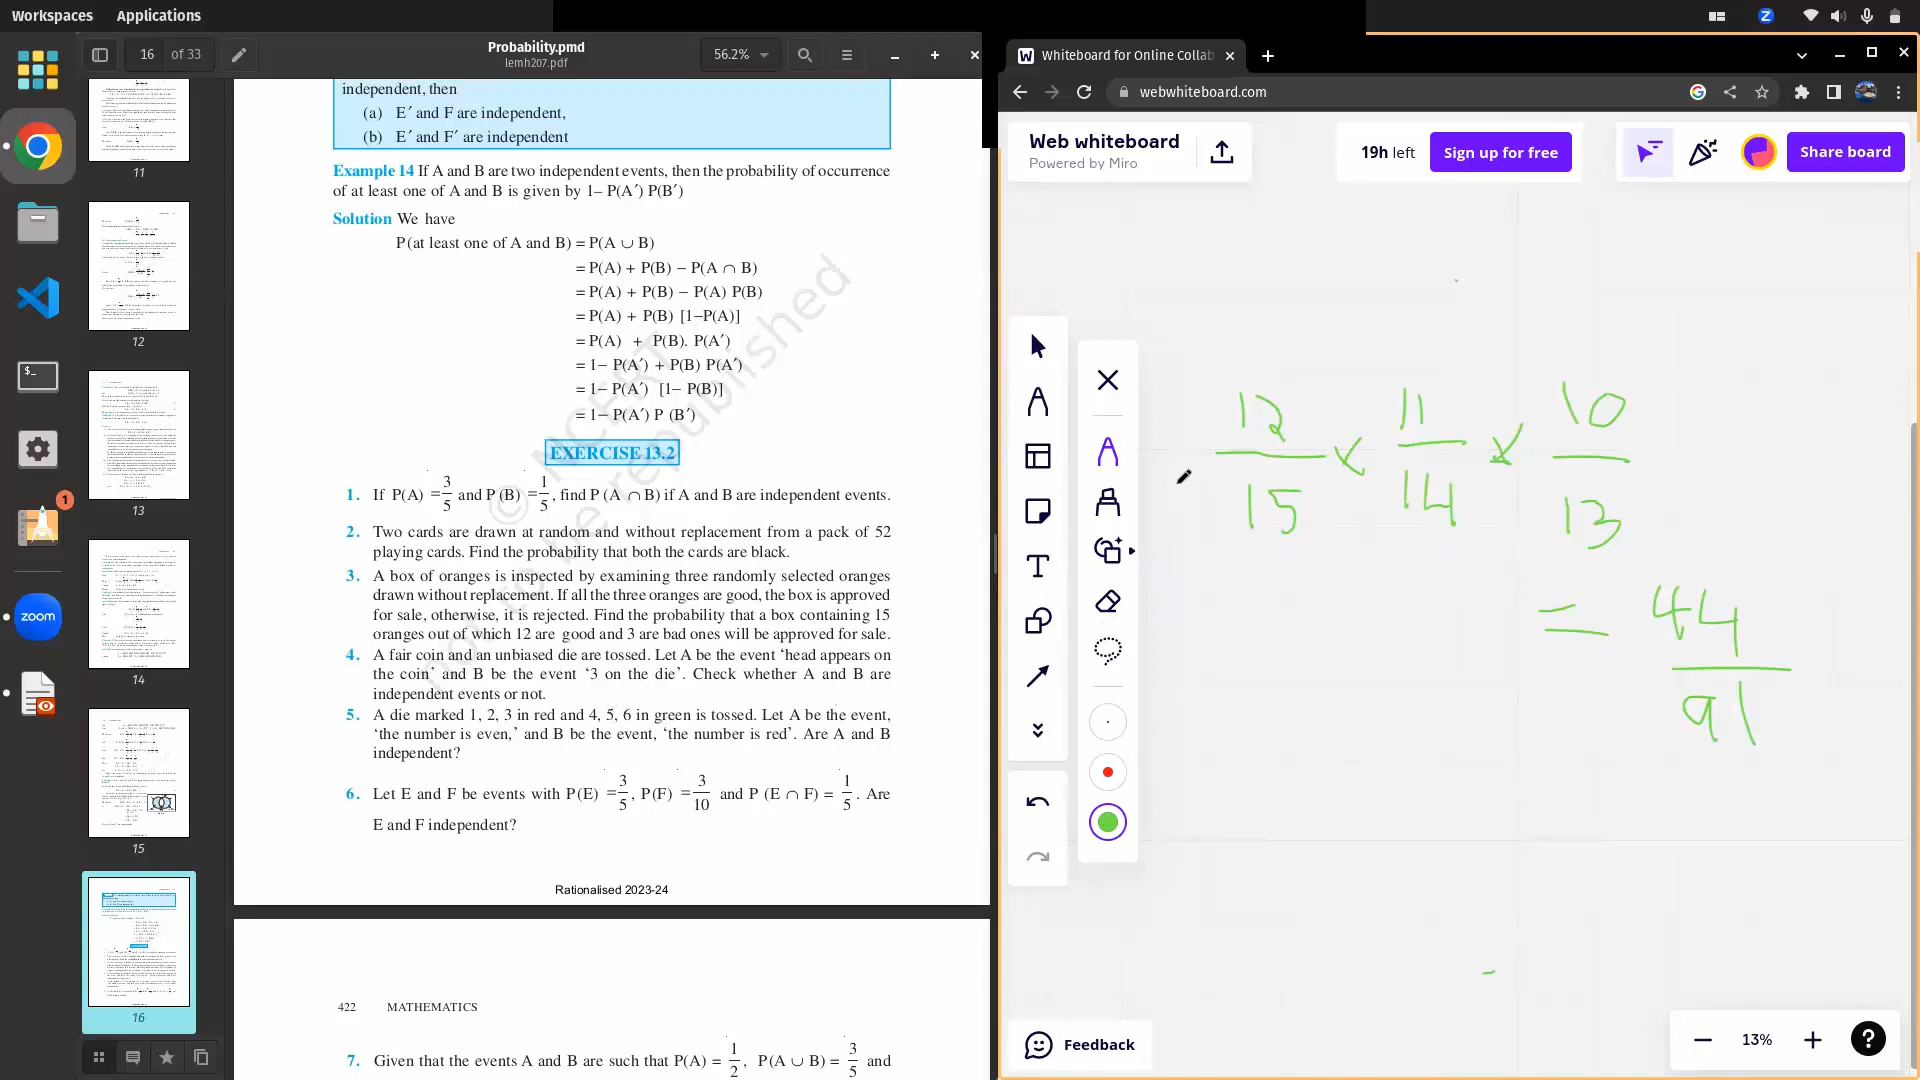 Workspaces Applications
16 of 33
Probability.pmd
lemh207.pdf
56.2%
11
12
13
14
15
16
independent, then
(a) E′ and F are independent,
(b) E′ and F′ are independent
Example 14 If A and B are two independent events, then the probability of occurrence
of at least one of A and B is given by 1– P(A′) P(B′)
Solution We have
P(at least one of A and B) = P(A ∪ B)
= P(A) + P(B) − P(A ∩ B)
= P(A) + P(B) − P(A) P(B)
= P(A) + P(B) [1−P(A)]
= P(A) + P(B). P(A′)
= 1− P(A′) + P(B) P(A′)
= 1− P(A′) [1− P(B)]
= 1− P(A′) P (B′)
EXERCISE 13.2
1. If P(A) = 3/5 and P (B) = 1/5, find P (A ∩ B) if A and B are independent events.
2. Two cards are drawn at random and without replacement from a pack of 52
playing cards. Find the probability that both the cards are black.
3. A box of oranges is inspected by examining three randomly selected oranges
drawn without replacement. If all the three oranges are good, the box is approved
for sale, otherwise, it is rejected. Find the probability that a box containing 15
oranges out of which 12 are good and 3 are bad ones will be approved for sale.
4. A fair coin and an unbiased die are tossed. Let A be the event ‘head appears on
the coin’ and B be the event ‘3 on the die’. Check whether A and B are
independent events or not.
5. A die marked 1, 2, 3 in red and 4, 5, 6 in green is tossed. Let A be the event,
‘the number is even,’ and B be the event, ‘the number is red’. Are A and B
independent?
6. Let E and F be events with P(E) = 3/5, P(F) = 3/10 and P (E ∩ F) = 1/5. Are
E and F independent?
© NCERT
not to be republished
Rationalised 2023-24
422 MATHEMATICS
7. Given that the events A and B are such that P(A) = 1/2, P(A ∪ B) = 3/5 and
zoom
1
Whiteboard for Online Collab
webwhiteboard.com
Web whiteboard
Powered by Miro
19h left
Sign up for free
Share board
12/15 × 11/14 × 10/13
= 44/91
Feedback
13%